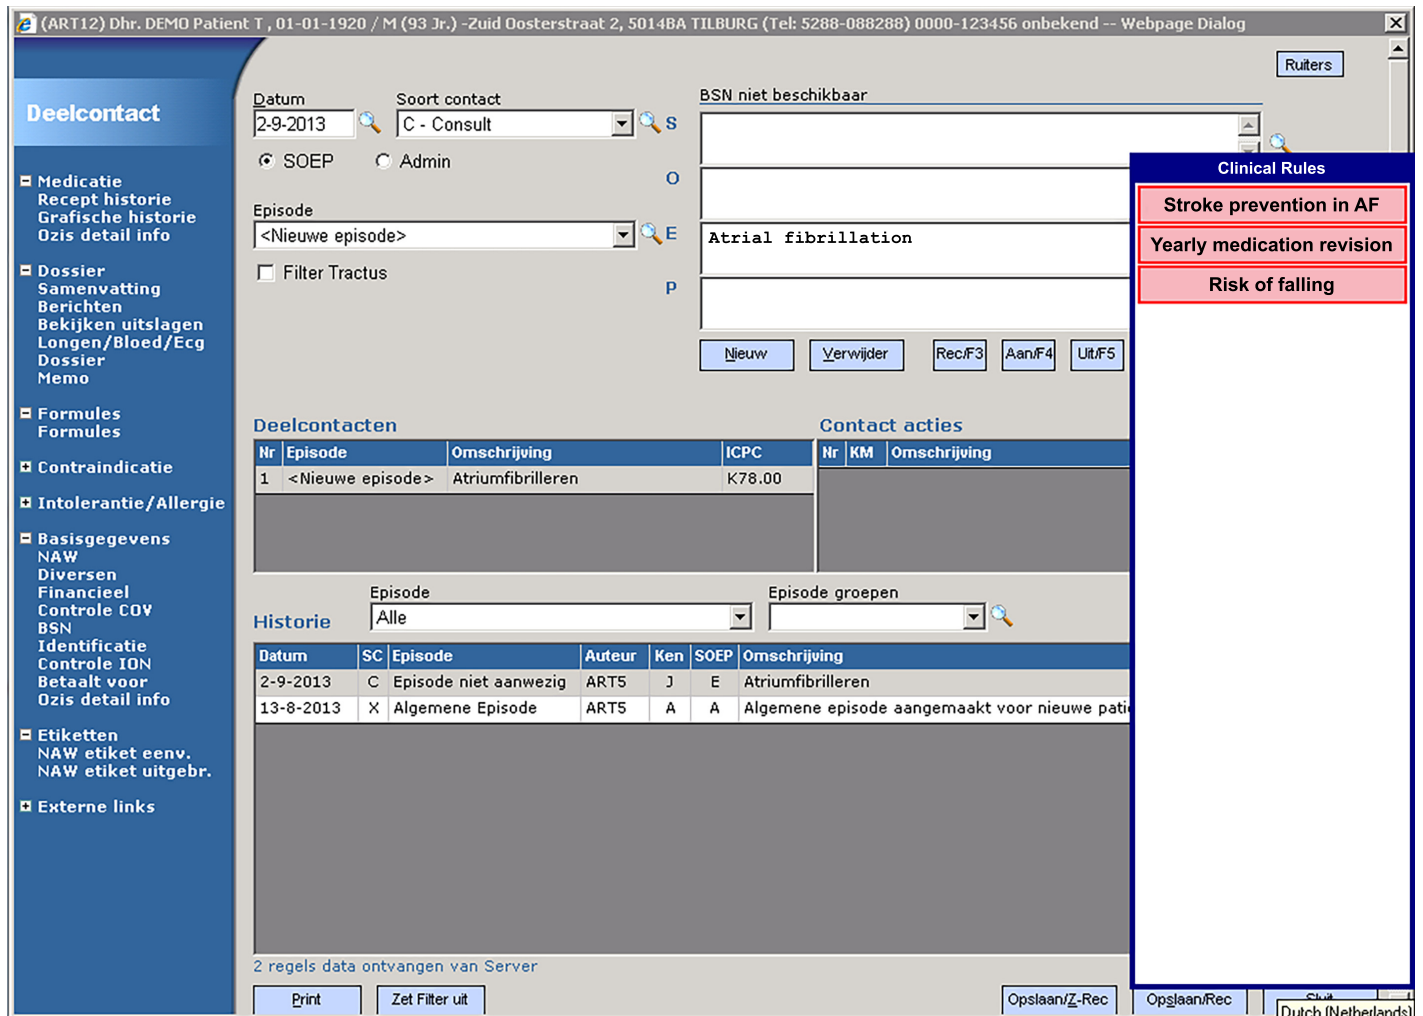 (ART12) Dhr. DEMO Patient T , 01-01-1920 / M (93 Jr.) -Zuid Oosterstraat 2, 5014BA TILBURG (Tel: 5288-088288) 0000-123456 onbekend -- Webpage Dialog
Ruiters
Deelcontact
Medicatie
Recept historie
Grafische historie
Ozis detail info
Dossier
Samenvatting
Berichten
Bekijken uitslagen
Longen/Bloed/Ecg
Dossier
Memo
Formules
Formules
Contraindicatie
Intolerantie/Allergie
Basisgegevens
NAW
Diversen
Financieel
Controle COV
BSN
Identificatie
Controle ION
Betaalt voor
Ozis detail info
Etiketten
NAW etiket eenv.
NAW etiket uitgebr.
Externe links
Datum
Soort contact
2-9-2013
C - Consult
SOEP
Admin
Episode
<Nieuwe episode>
Filter Tractus
BSN niet beschikbaar
S
O
E
Atrial fibrillation
P
Nieuw
Verwijder
Rec/F3
Aan/F4
Uit/F5
Clinical Rules
Stroke prevention in AF
Yearly medication revision
Risk of falling
Deelcontacten
Nr Episode Omschrijving ICPC
1 <Nieuwe episode> Atriumfibrilleren K78.00
Contact acties
Nr KM Omschrijving
Historie
Episode
Alle
Episode groepen
Datum SC Episode Auteur Ken SOEP Omschrijving
2-9-2013 C Episode niet aanwezig ART5 J E Atriumfibrilleren
13-8-2013 X Algemene Episode ART5 A A Algemene episode aangemaakt voor nieuwe pati
2 regels data ontvangen van Server
Print
Zet Filter uit
Opslaan/Z-Rec
Opslaan/Rec
Dutch (Netherlands)